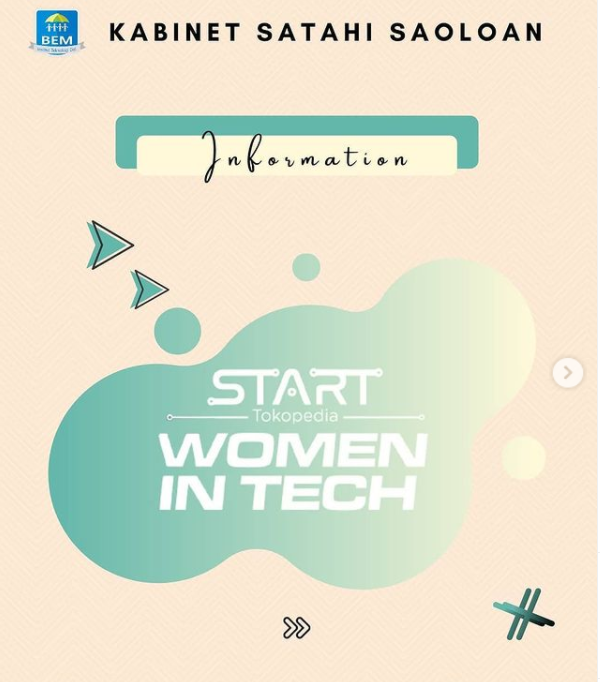 BEM
KABINET SATAHI SAOLOAN
Information
START
Tokopedia
WOMEN
IN TECH